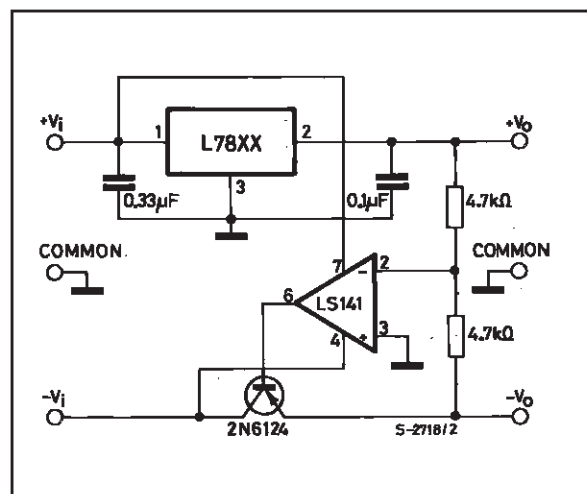 +Vi
1
L78XX
2
+Vo
3
0.33µF
0.1µF
4.7kΩ
COMMON
COMMON
7
2
-
6
LS141
4
+
3
4.7kΩ
-Vi
2N6124
S-2718/2
-Vo